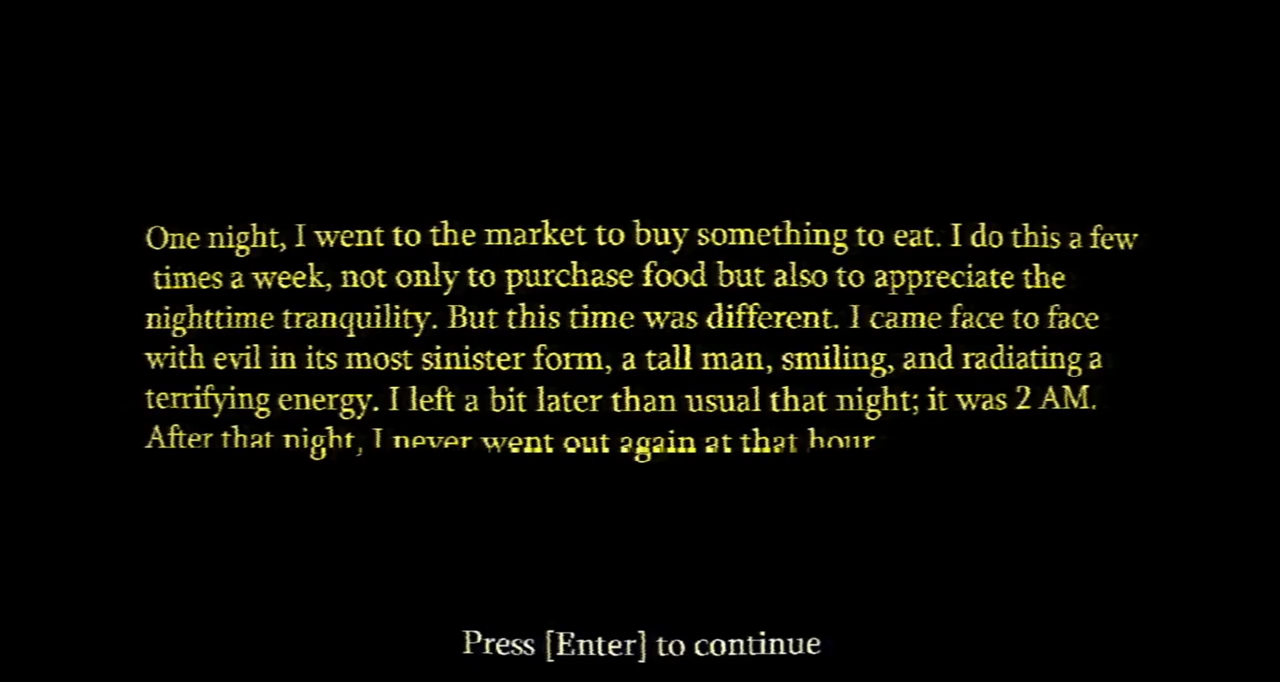 One night, I went to the market to buy something to eat. I do this a few
times a week, not only to purchase food but also to appreciate the
nighttime tranquility. But this time was different. I came face to face
with evil in its most sinister form, a tall man, smiling, and radiating a
terrifying energy. I left a bit later than usual that night; it was 2 AM.
After that night, I never went out again at that hour
Press [Enter] to continue